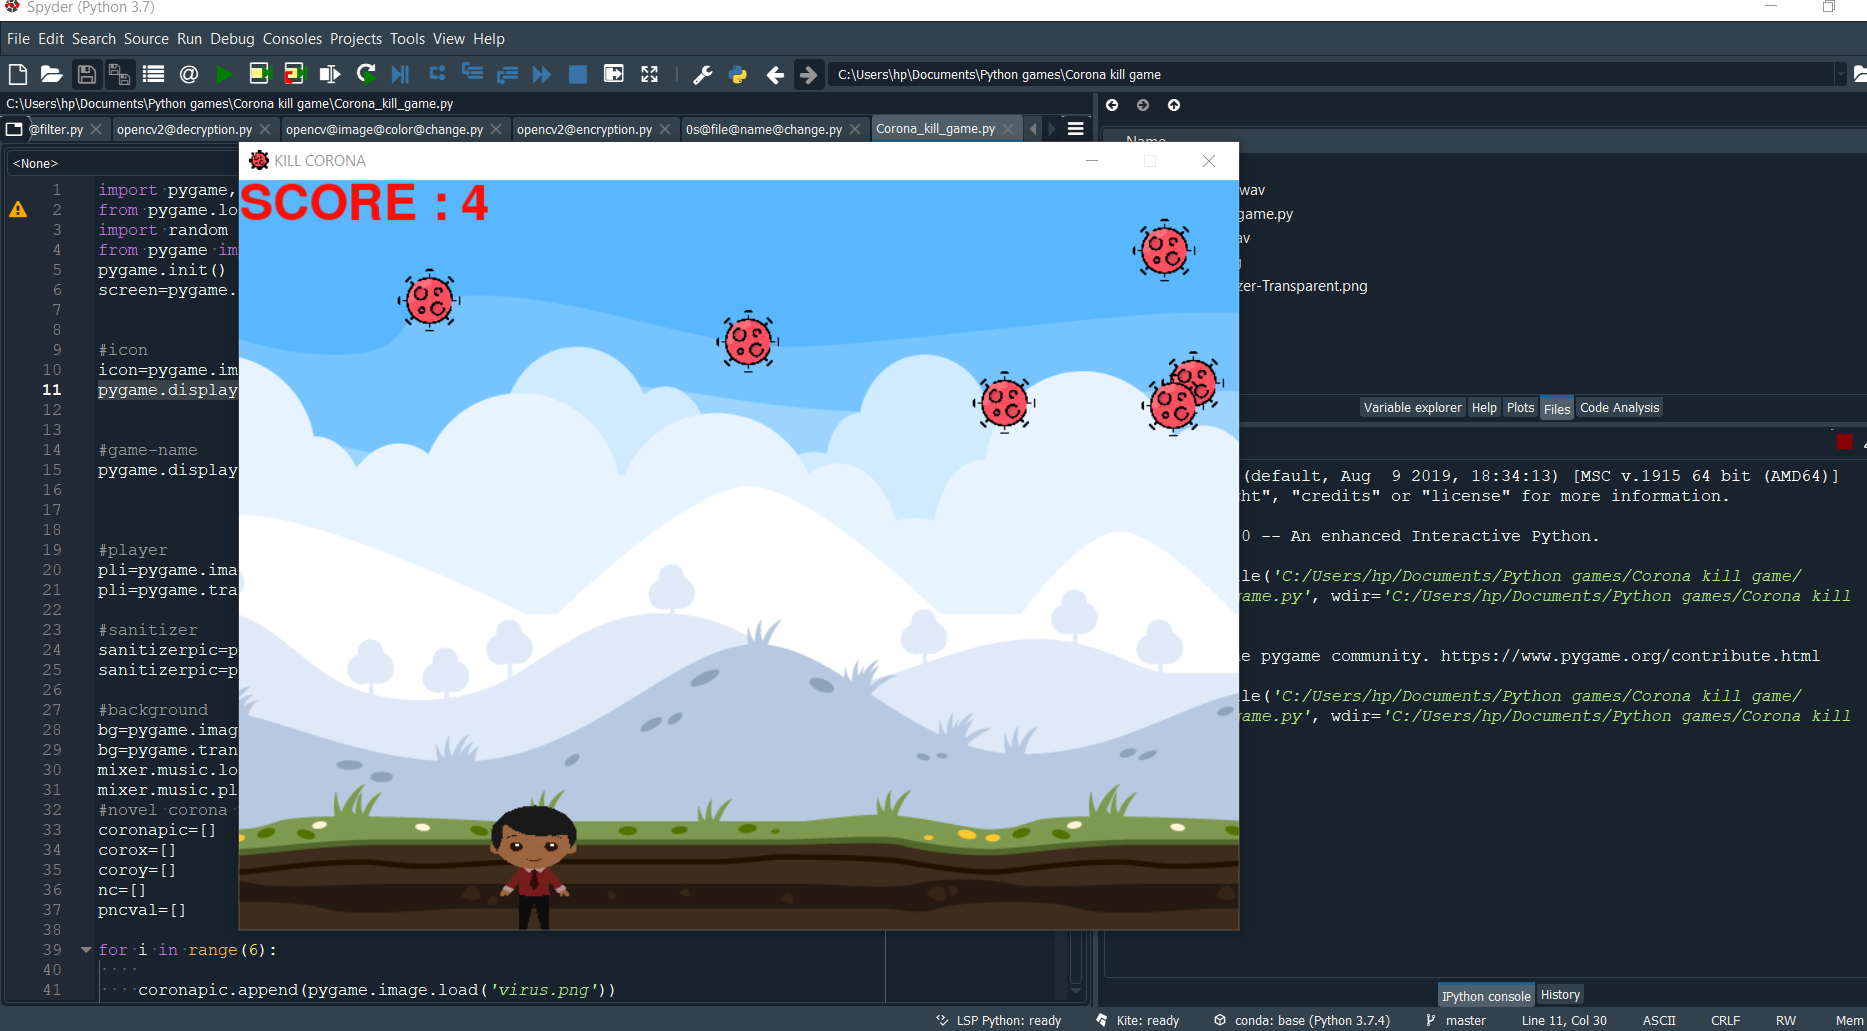 Spyder (Python 3.7)
File Edit Search Source Run Debug Consoles Projects Tools View Help
C:\Users\hp\Documents\Python games\Corona kill game
C:\Users\hp\Documents\Python games\Corona kill game\Corona_kill_game.py
@filter.py opencv2@decryption.py opencv@image@color@change.py opencv2@encryption.py 0s@file@name@change.py Corona_kill_game.py
<None>
1 import pygame,
2 from pygame.lo
3 import random
4 from pygame im
5 pygame.init()
6 screen=pygame.
7
8
9 #icon
10 icon=pygame.im
11 pygame.display
12
13
14 #game-name
15 pygame.display
16
17
18
19 #player
20 pli=pygame.ima
21 pli=pygame.tra
22
23 #sanitizer
24 sanitizerpic=p
25 sanitizerpic=p
26
27 #background
28 bg=pygame.imag
29 bg=pygame.tran
30 mixer.music.lo
31 mixer.music.pl
32 #novel corona
33 coronapic=[]
34 corox=[]
35 coroy=[]
36 nc=[]
37 pncval=[]
38
39 for i in range(6):
40
41 coronapic.append(pygame.image.load('virus.png'))
KILL CORONA
SCORE : 4
Name
wav
game.py
av
g
zer-Transparent.png
Variable explorer Help Plots Files Code Analysis
(default, Aug 9 2019, 18:34:13) [MSC v.1915 64 bit (AMD64)]
ht", "credits" or "license" for more information.
0 -- An enhanced Interactive Python.
le('C:/Users/hp/Documents/Python games/Corona kill game/
ame.py', wdir='C:/Users/hp/Documents/Python games/Corona kill
e pygame community. https://www.pygame.org/contribute.html
le('C:/Users/hp/Documents/Python games/Corona kill game/
ame.py', wdir='C:/Users/hp/Documents/Python games/Corona kill
IPython console History
LSP Python: ready Kite: ready conda: base (Python 3.7.4) master Line 11, Col 30 ASCII CRLF RW Mem